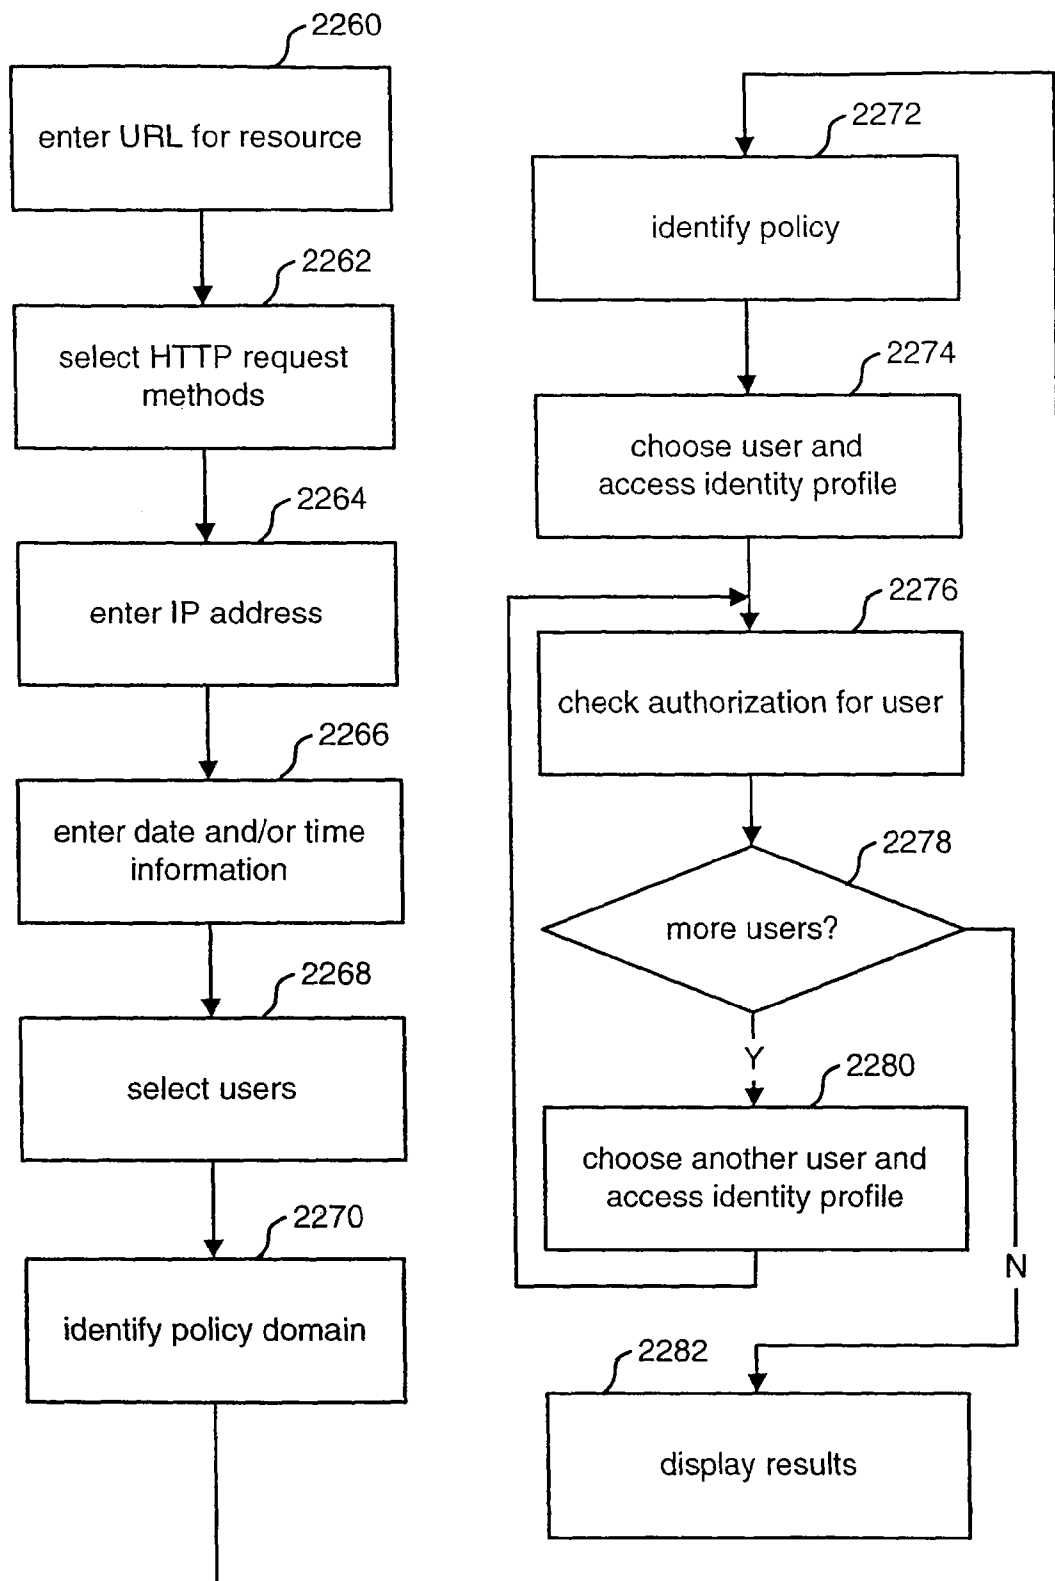 2260
enter URL for resource
2262
select HTTP request
methods
2264
enter IP address
2266
enter date and/or time
information
2268
select users
2270
identify policy domain
2272
identify policy
2274
choose user and
access identity profile
2276
check authorization for user
2278
more users?
Y
2280
choose another user and
access identity profile
N
2282
display results